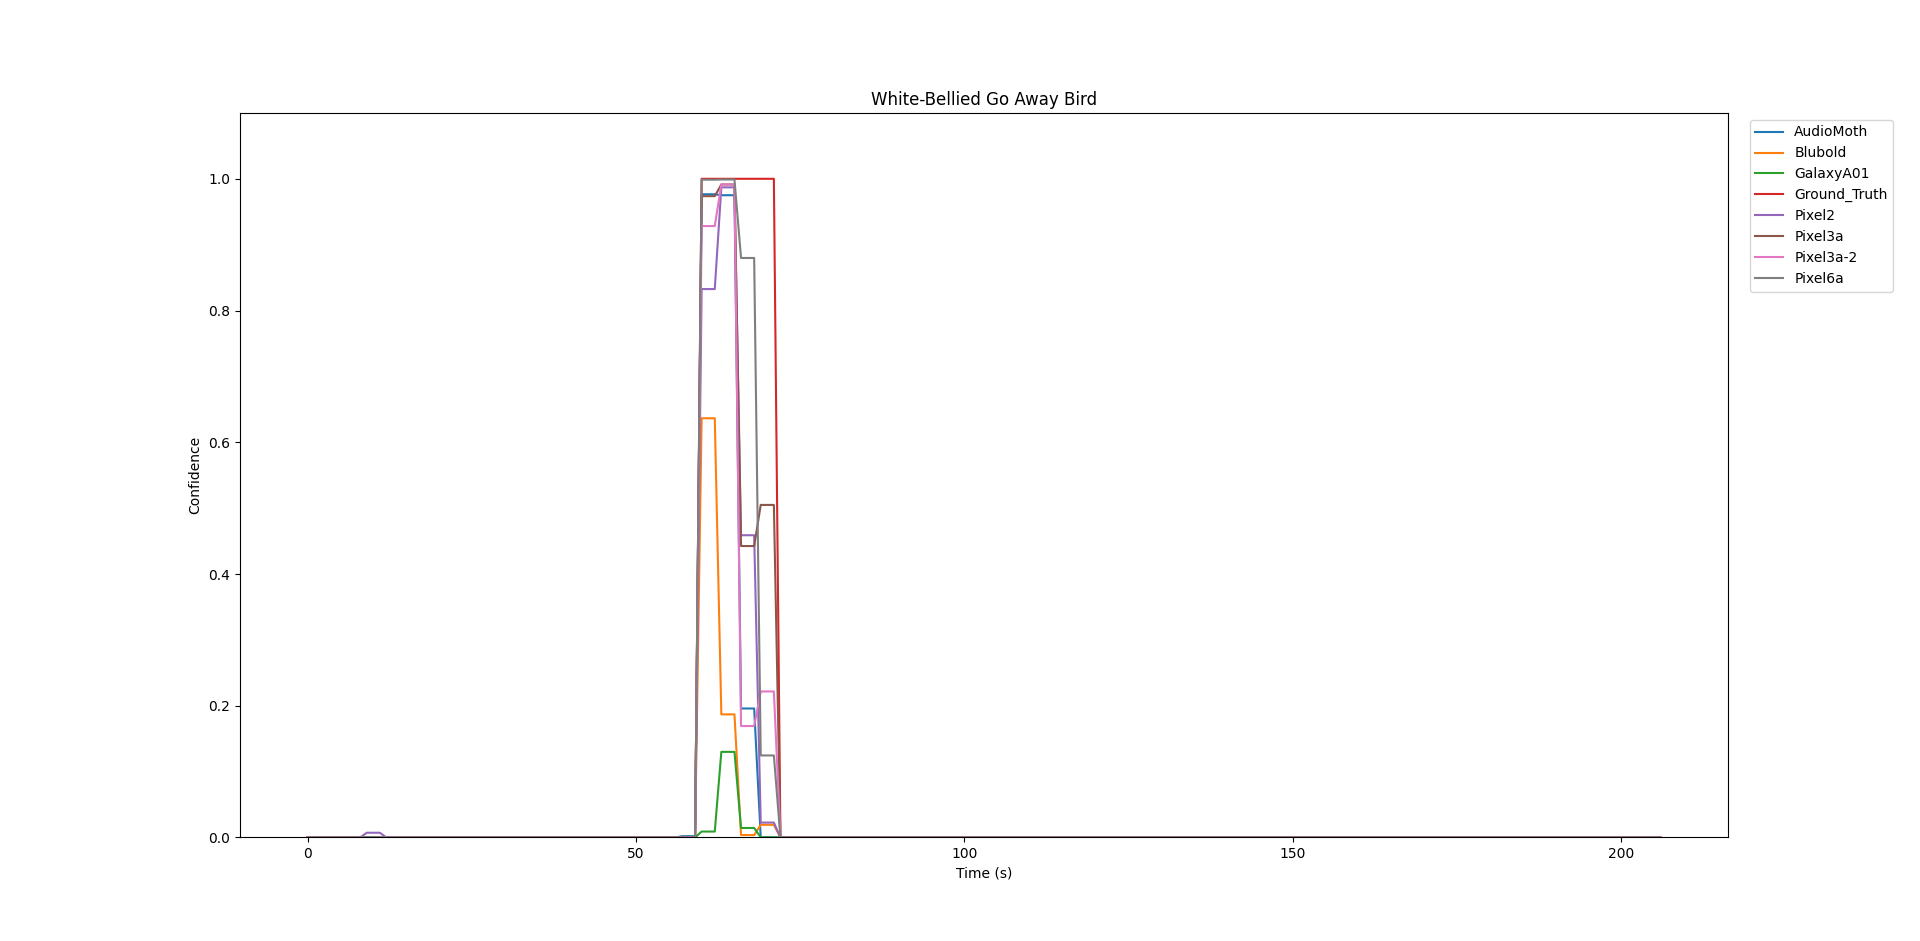 White-Bellied Go Away Bird
AudioMoth
Blubold
GalaxyA01
Ground_Truth
Pixel2
Pixel3a
Pixel3a-2
Pixel6a
Confidence
1.0
0.8
0.6
0.4
0.2
0.0
0 50 100 150 200
Time (s)